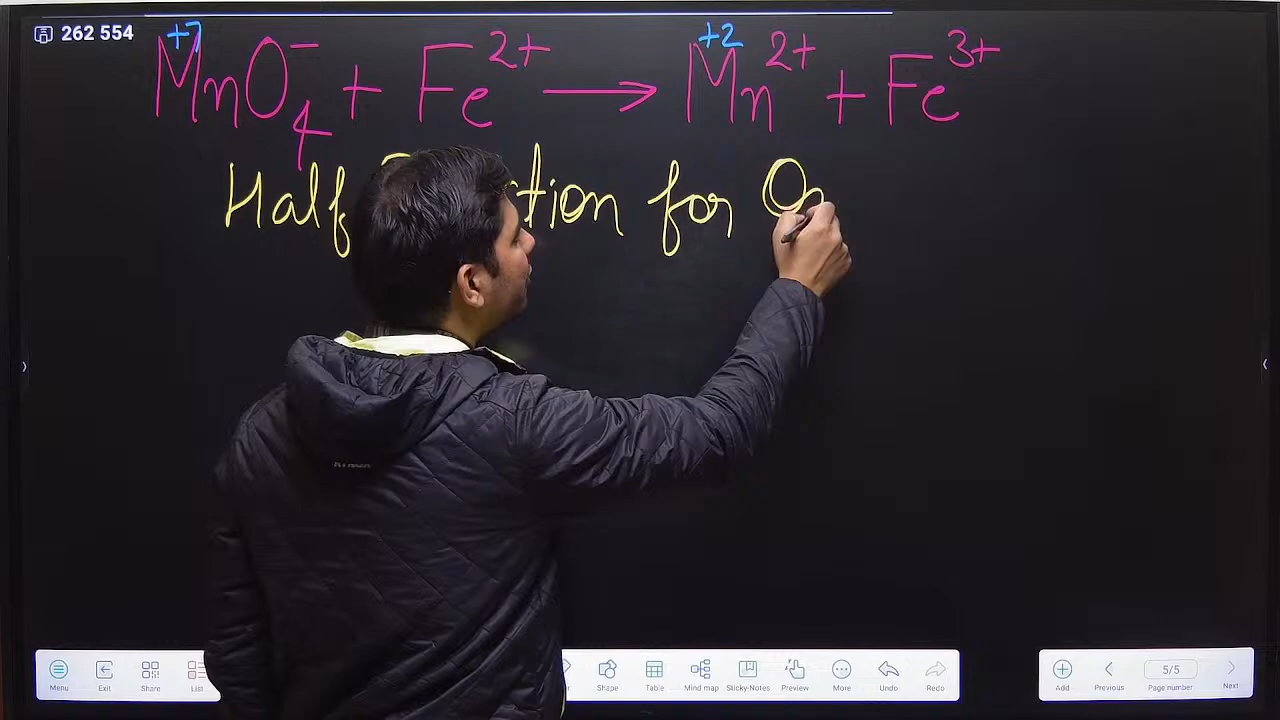 262 554
+7 +2
MnO₄⁻ + Fe²⁺ → Mn²⁺ + Fe³⁺
Half tion for O
Menu Exit Share List Shape Table Mind map Sticky-Notes Preview More Undo Redo Add Previous 5/5 Page number Next